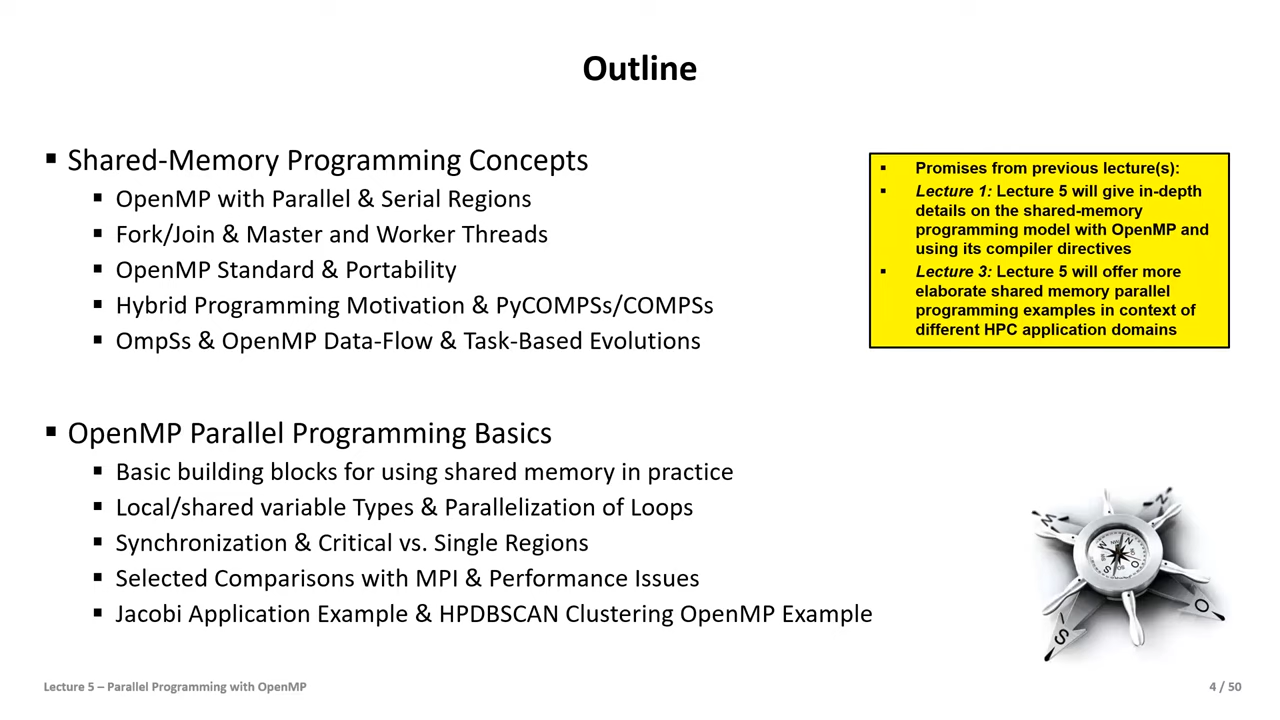 Outline
▪ Shared-Memory Programming Concepts
▪ OpenMP with Parallel & Serial Regions
▪ Fork/Join & Master and Worker Threads
▪ OpenMP Standard & Portability
▪ Hybrid Programming Motivation & PyCOMPSs/COMPSs
▪ OmpSs & OpenMP Data-Flow & Task-Based Evolutions
▪ Promises from previous lecture(s):
▪ Lecture 1: Lecture 5 will give in-depth
details on the shared-memory
programming model with OpenMP and
using its compiler directives
▪ Lecture 3: Lecture 5 will offer more
elaborate shared memory parallel
programming examples in context of
different HPC application domains
▪ OpenMP Parallel Programming Basics
▪ Basic building blocks for using shared memory in practice
▪ Local/shared variable Types & Parallelization of Loops
▪ Synchronization & Critical vs. Single Regions
▪ Selected Comparisons with MPI & Performance Issues
▪ Jacobi Application Example & HPDBSCAN Clustering OpenMP Example
Lecture 5 – Parallel Programming with OpenMP
4 / 50